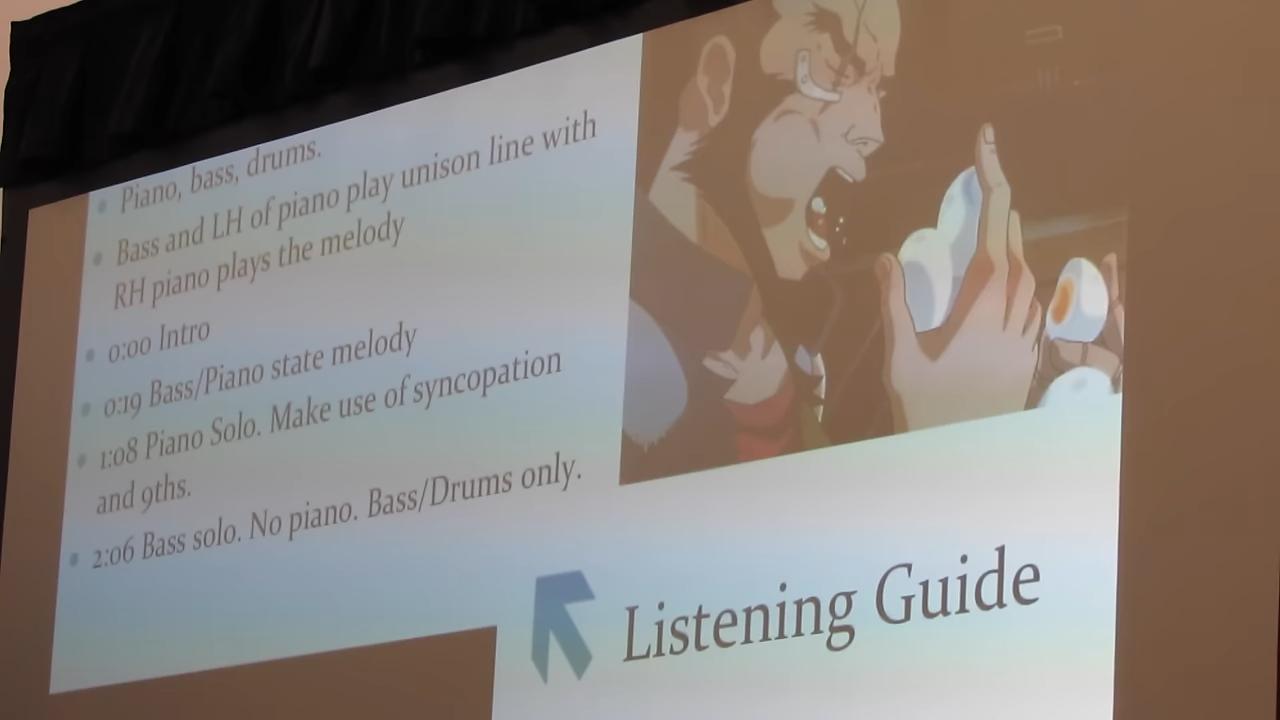 Piano, bass, drums.
Bass and LH of piano play unison line with
RH piano plays the melody
0:00 Intro
0:19 Bass/Piano state melody
1:08 Piano Solo. Make use of syncopation
and 9ths.
2:06 Bass solo. No piano. Bass/Drums only.
Listening Guide